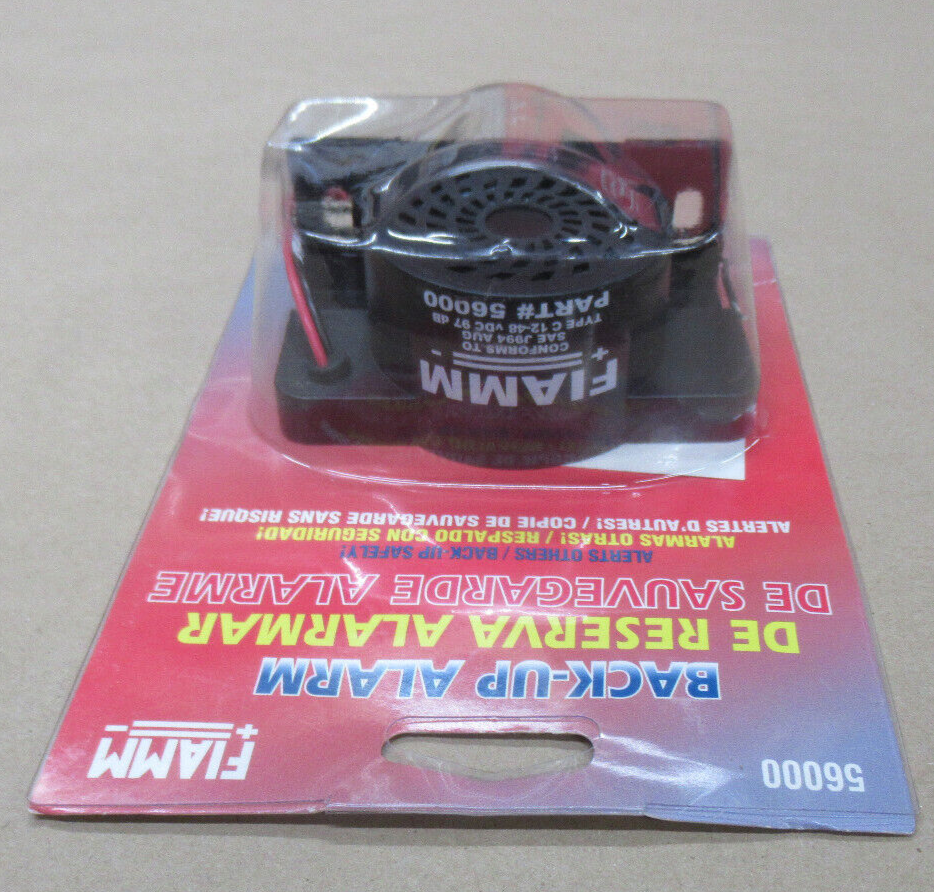 56000
FIAMM
BACK-UP ALARM
DE RESERVA ALARMAR
DE SAUVEGARDE ALARME
ALERTS OTHERS / BACK-UP SAFELY!
ALARMAS OTRAS! / RESPALDO CON SEGURIDAD!
ALERTES D'AUTRES! / COPIE DE SAUVEGARDE SANS RISQUE!
FIAMM
CONFORMS TO
SAE J994 AUG
TYPE C 12-48 VDC 97 dB
PART# 56000